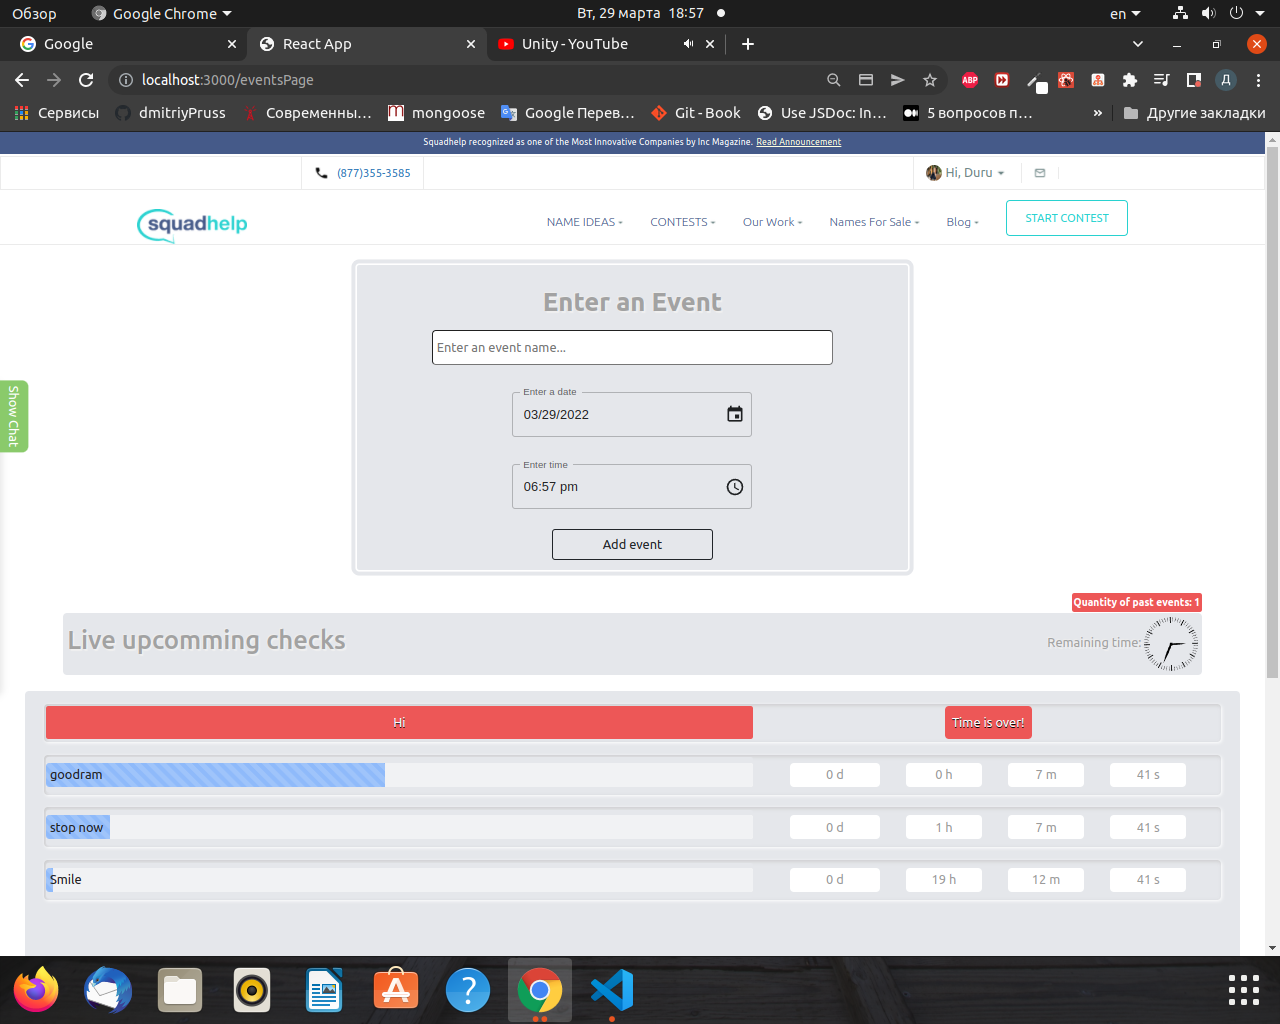 Обзор
Google Chrome
Вт, 29 марта 18:57
en
Google
React App
Unity - YouTube
localhost:3000/eventsPage
ABP
Д
Сервисы
dmitriyPruss
Современны…
mongoose
Google Перев…
Git - Book
Use JSDoc: In…
5 вопросов п…
»
Другие закладки
Squadhelp recognized as one of the Most Innovative Companies by Inc Magazine. Read Announcement
(877)355-3585
Hi, Duru
squadhelp
NAME IDEAS
CONTESTS
Our Work
Names For Sale
Blog
START CONTEST
Enter an Event
Enter an event name...
Show Chat
Enter a date
03/29/2022
Enter time
06:57 pm
Add event
Quantity of past events: 1
Live upcomming checks
Remaining time:
Hi
Time is over!
goodram
0 d
0 h
7 m
41 s
stop now
0 d
1 h
7 m
41 s
Smile
0 d
19 h
12 m
41 s